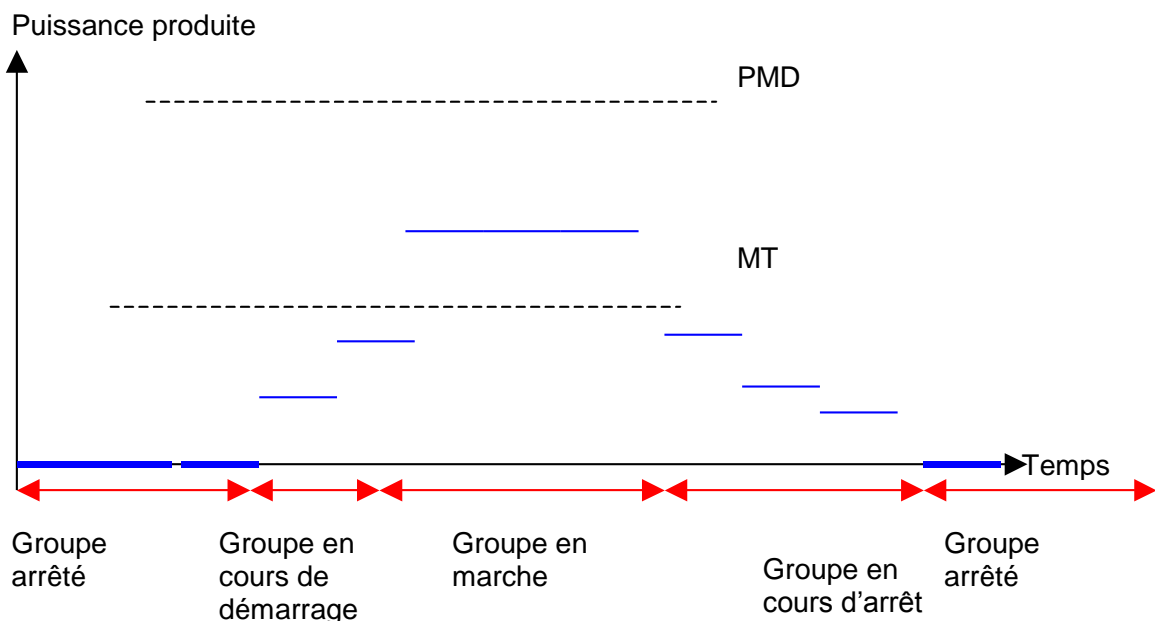 Puissance produite
PMD
MT
Temps
Groupe
arrêté
Groupe en
cours de
démarrage
Groupe en
marche
Groupe en
cours d'arrêt
Groupe
arrêté